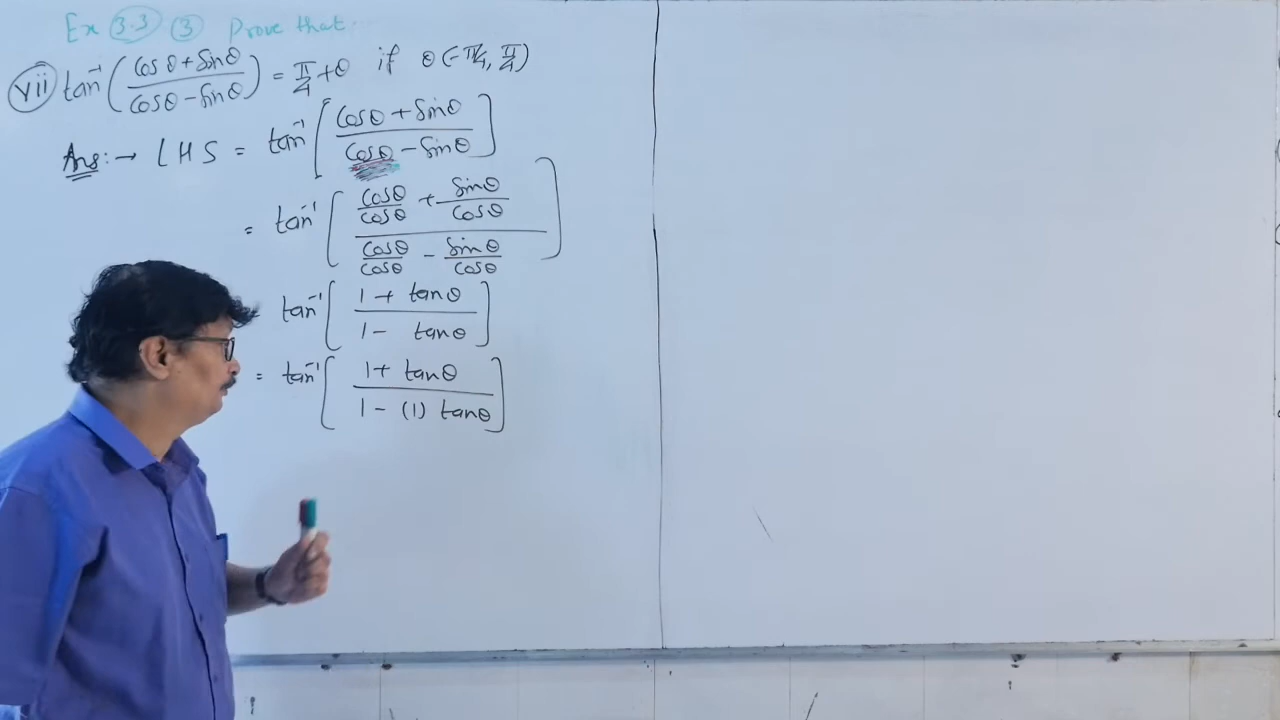 Ex 3.3 3 Prove that
vii tan⁻¹ (cosθ+sinθ / cosθ−sinθ) = π/4 + θ if θ (−π/4, π/4)
Ans:→ LHS = tan⁻¹ [cosθ + sinθ / cosθ − sinθ]
= tan⁻¹ [cosθ/cosθ + sinθ/cosθ / cosθ/cosθ − sinθ/cosθ]
tan⁻¹ [1 + tanθ / 1 − tanθ]
= tan⁻¹ [1 + tanθ / 1 − (1) tanθ]